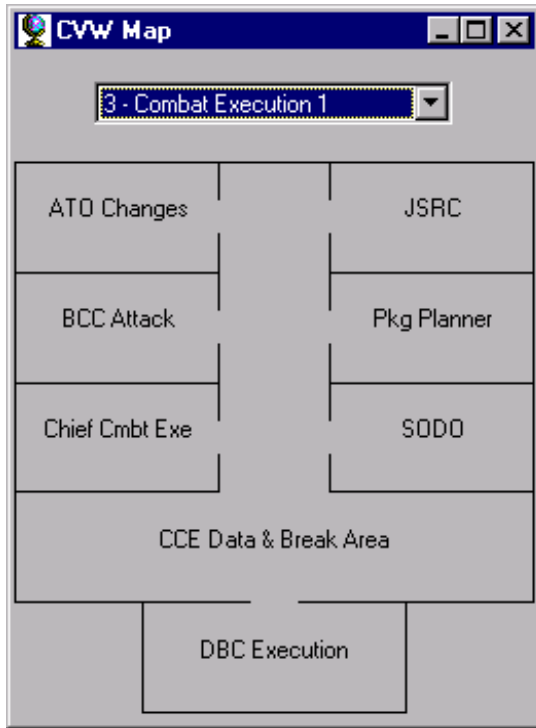 CVW Map
3 - Combat Execution 1
ATO Changes
JSRC
BCC Attack
Pkg Planner
Chief Cmbt Exe
SODO
CCE Data & Break Area
DBC Execution